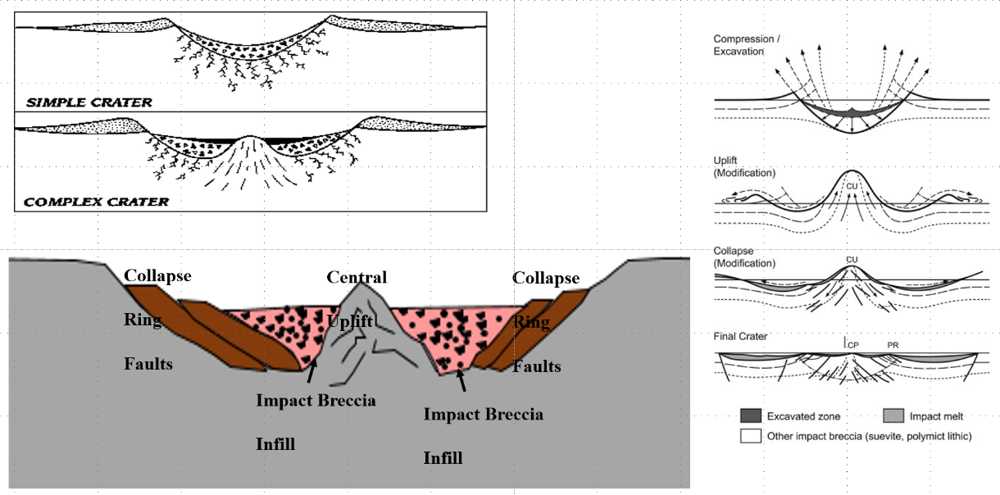 SIMPLE CRATER
COMPLEX CRATER
Collapse
Ring
Faults
Central
Uplift
Collapse
Ring
Faults
Impact Breccia
Infill
Impact Breccia
Infill
Compression /
Excavation
Uplift
(Modification)
CU
Collapse
(Modification)
CU
Final Crater
CP
PR
Excavated zone
Impact melt
Other impact breccia (suevite, polymict lithic)